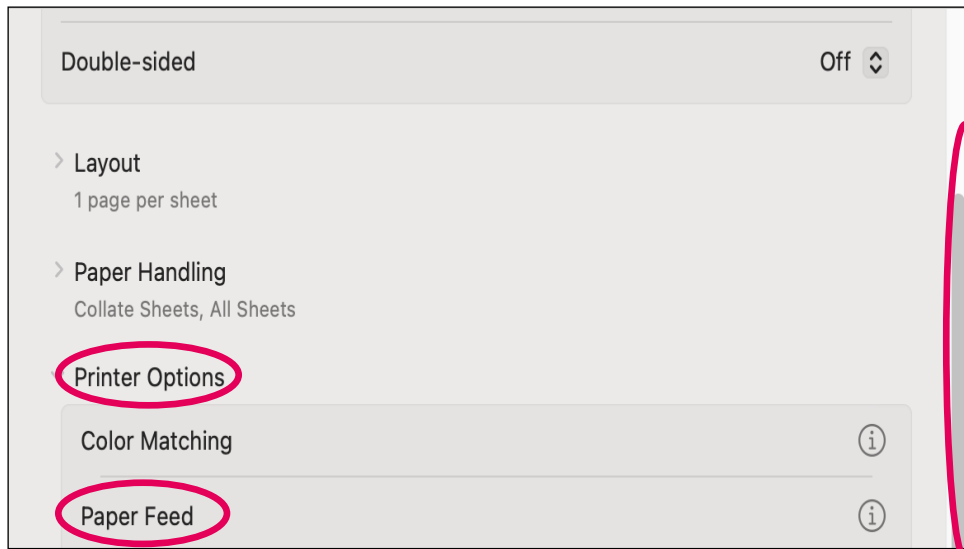 Double-sided Off
Layout
1 page per sheet
Paper Handling
Collate Sheets, All Sheets
Printer Options
Color Matching
Paper Feed